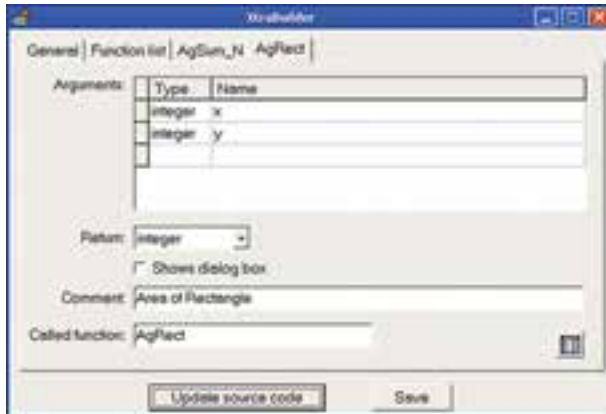 XtraBuilder
General Function list AgSum_N AgRect
Arguments: Type Name
integer x
integer y
Return: integer
Shows dialog box
Comment: Area of Rectangle
Called function: AgRect
Update source code Save